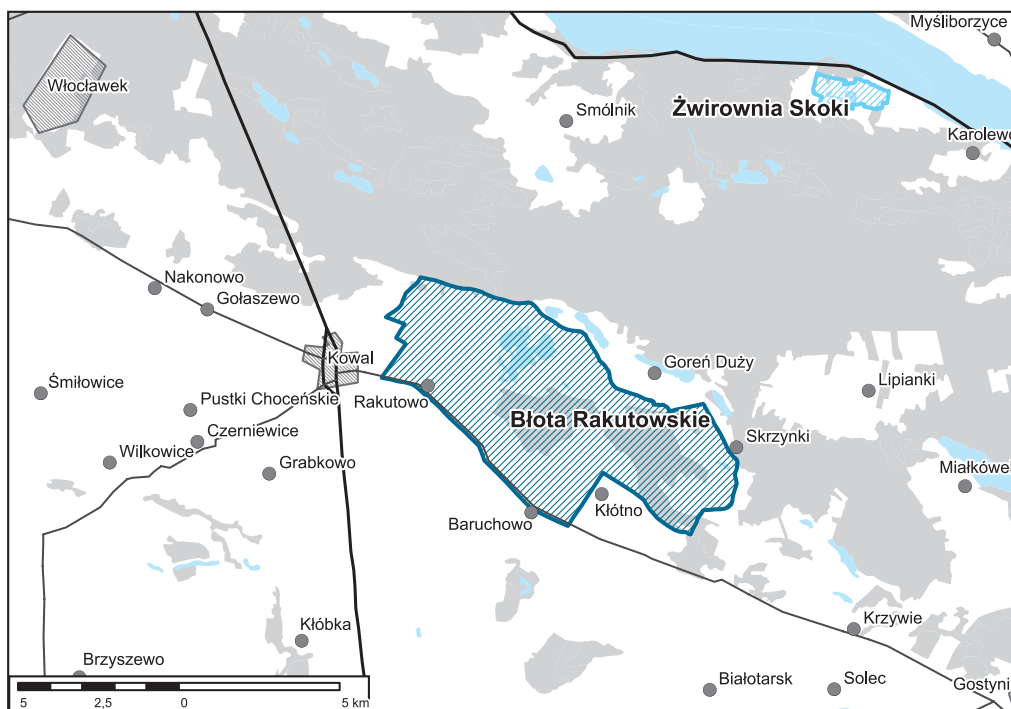 Myśliborzyce
Włocławek
Smólnik
Żwirownia Skoki
Karolewo
Nakonowo
Gołaszewo
Kowal
Goreń Duży
Śmiłowice
Rakutowo
Lipianki
Pustki Choceńskie
Błota Rakutowskie
Czerniewice
Skrzynki
Wilkowice
Grabkowo
Miałkówek
Kłótno
Baruchowo
Krzywie
Kłóbka
Brzyszewo
Białotarsk
Solec
Gostyni
5 2,5 0 5 km